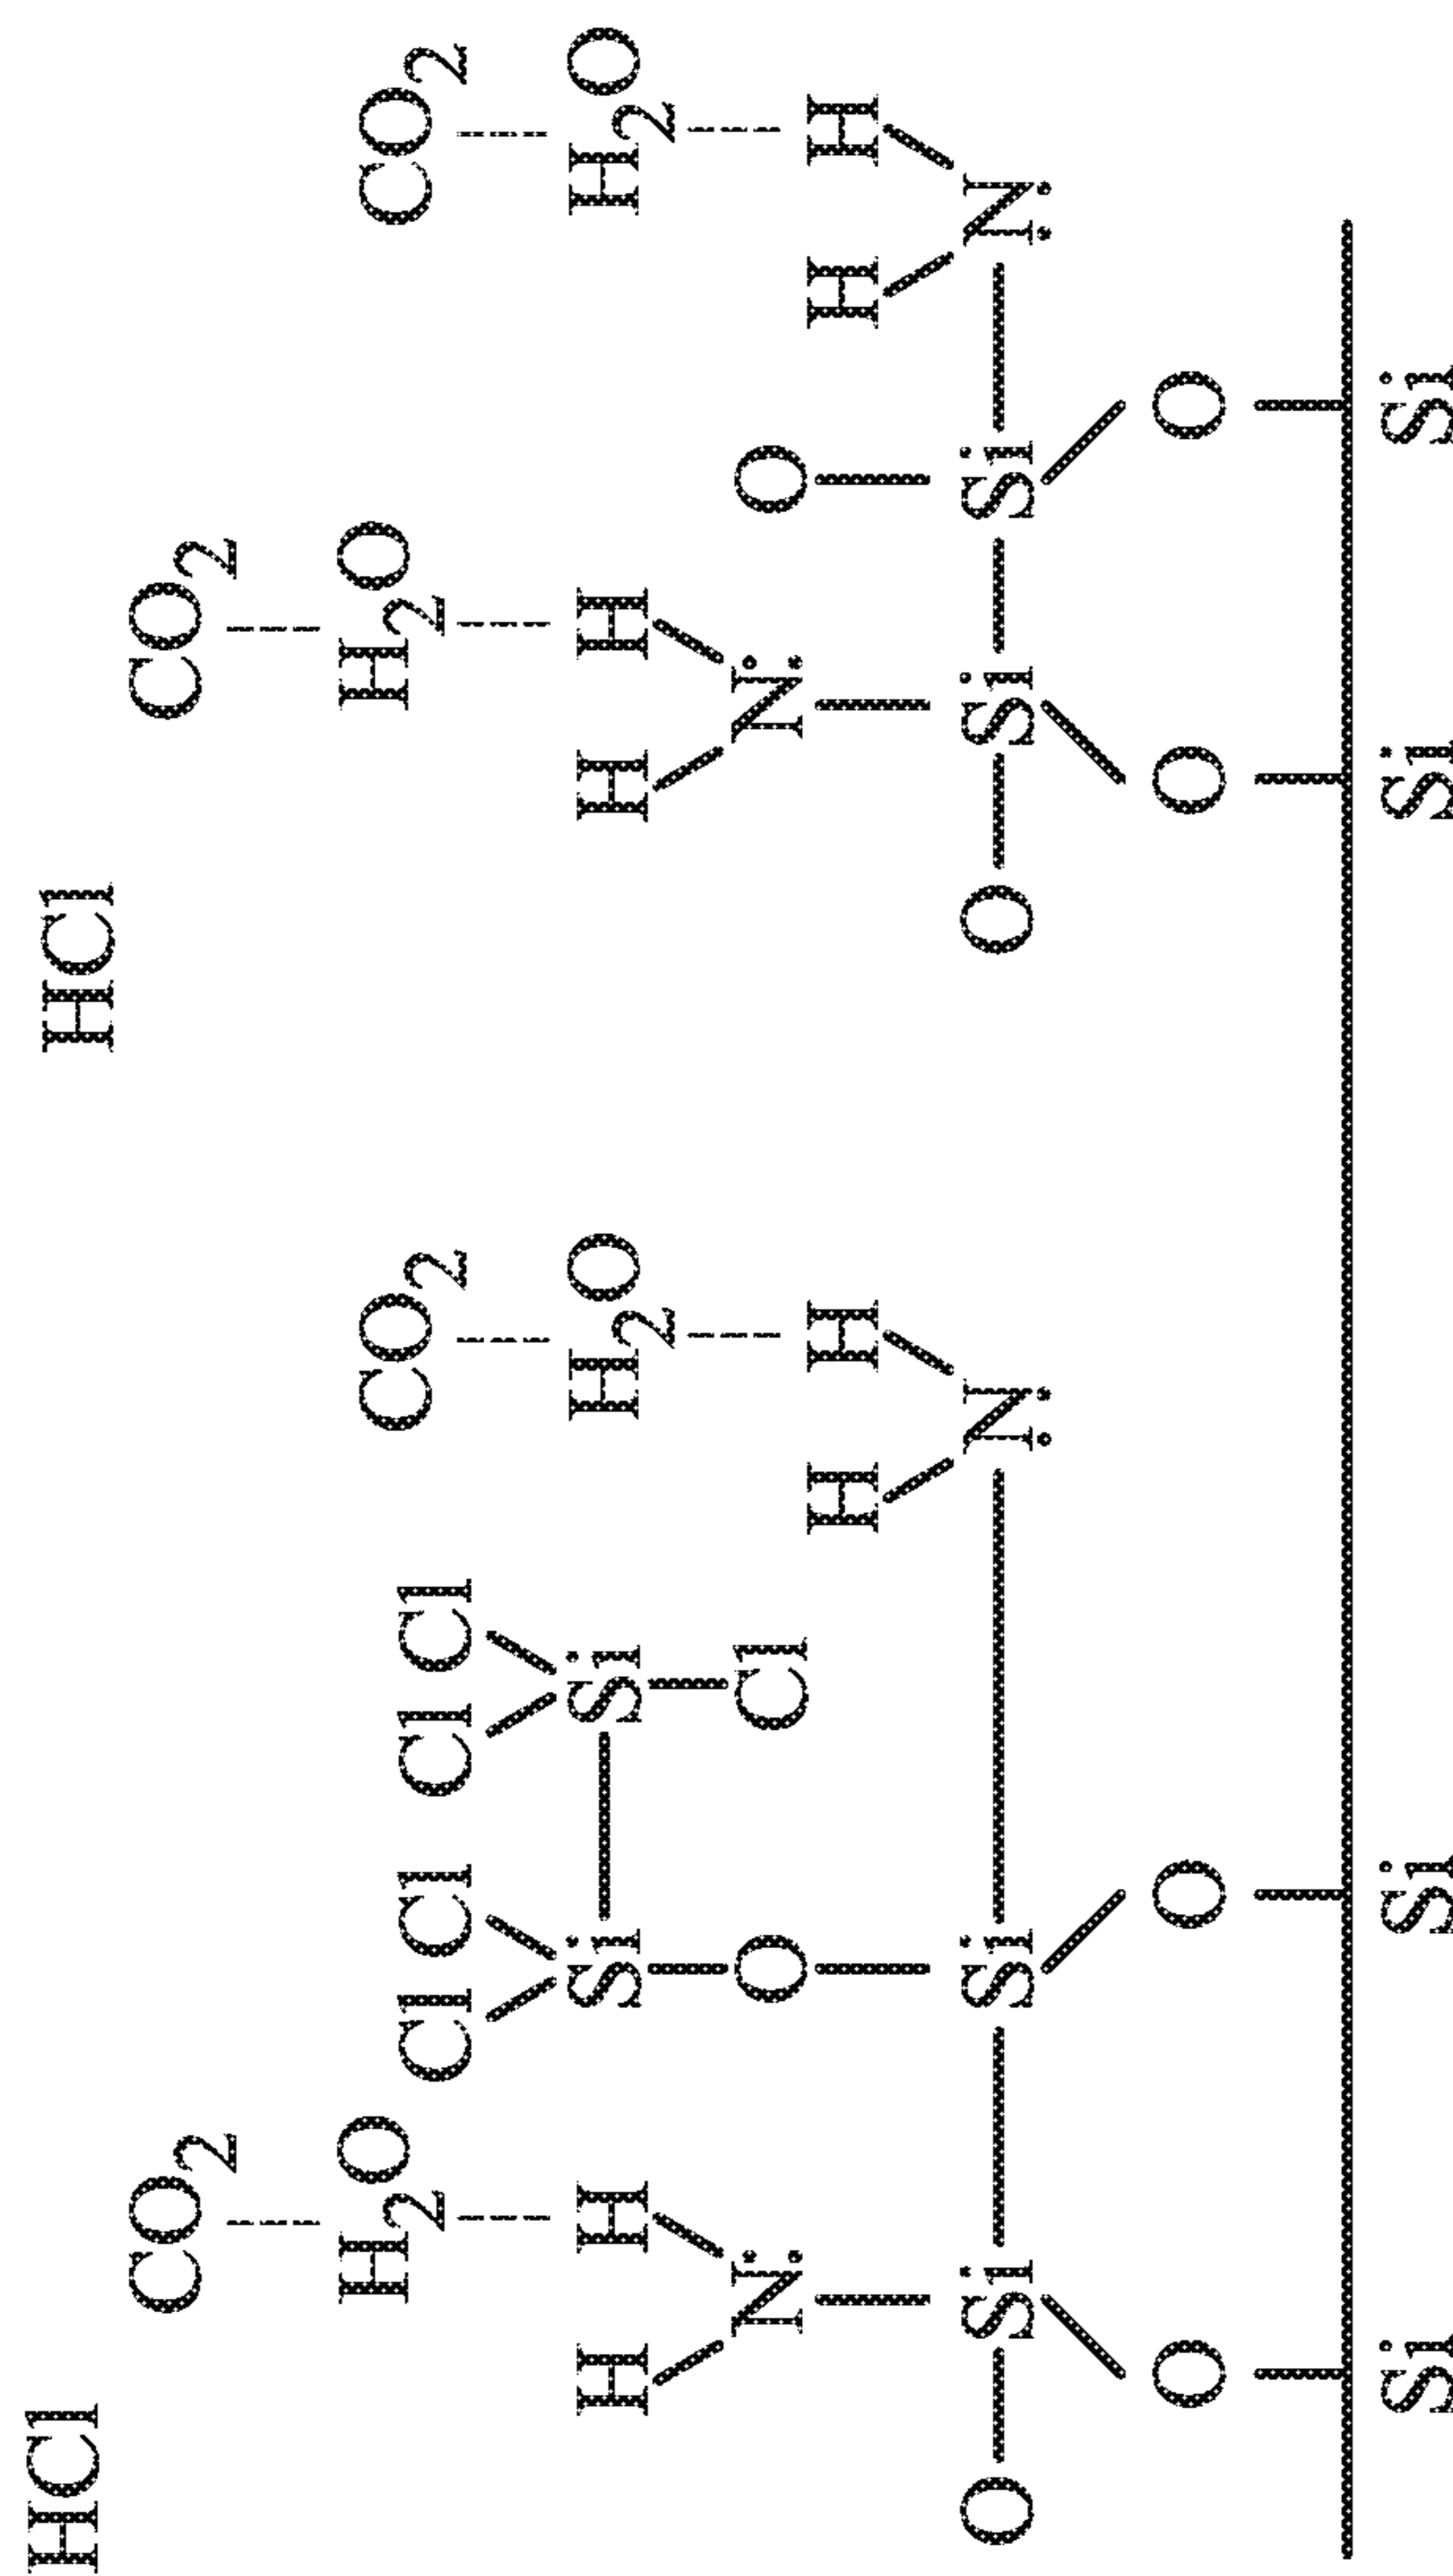 HCl HCl
CO2 CO2
H2O H2O
CO2 CO2
Cl Cl Cl Cl
H H Si Si H2O H H H2O
N: O Cl N: O
H H H H
O Si Si N: O Si Si N:
O O O O
Si Si Si Si